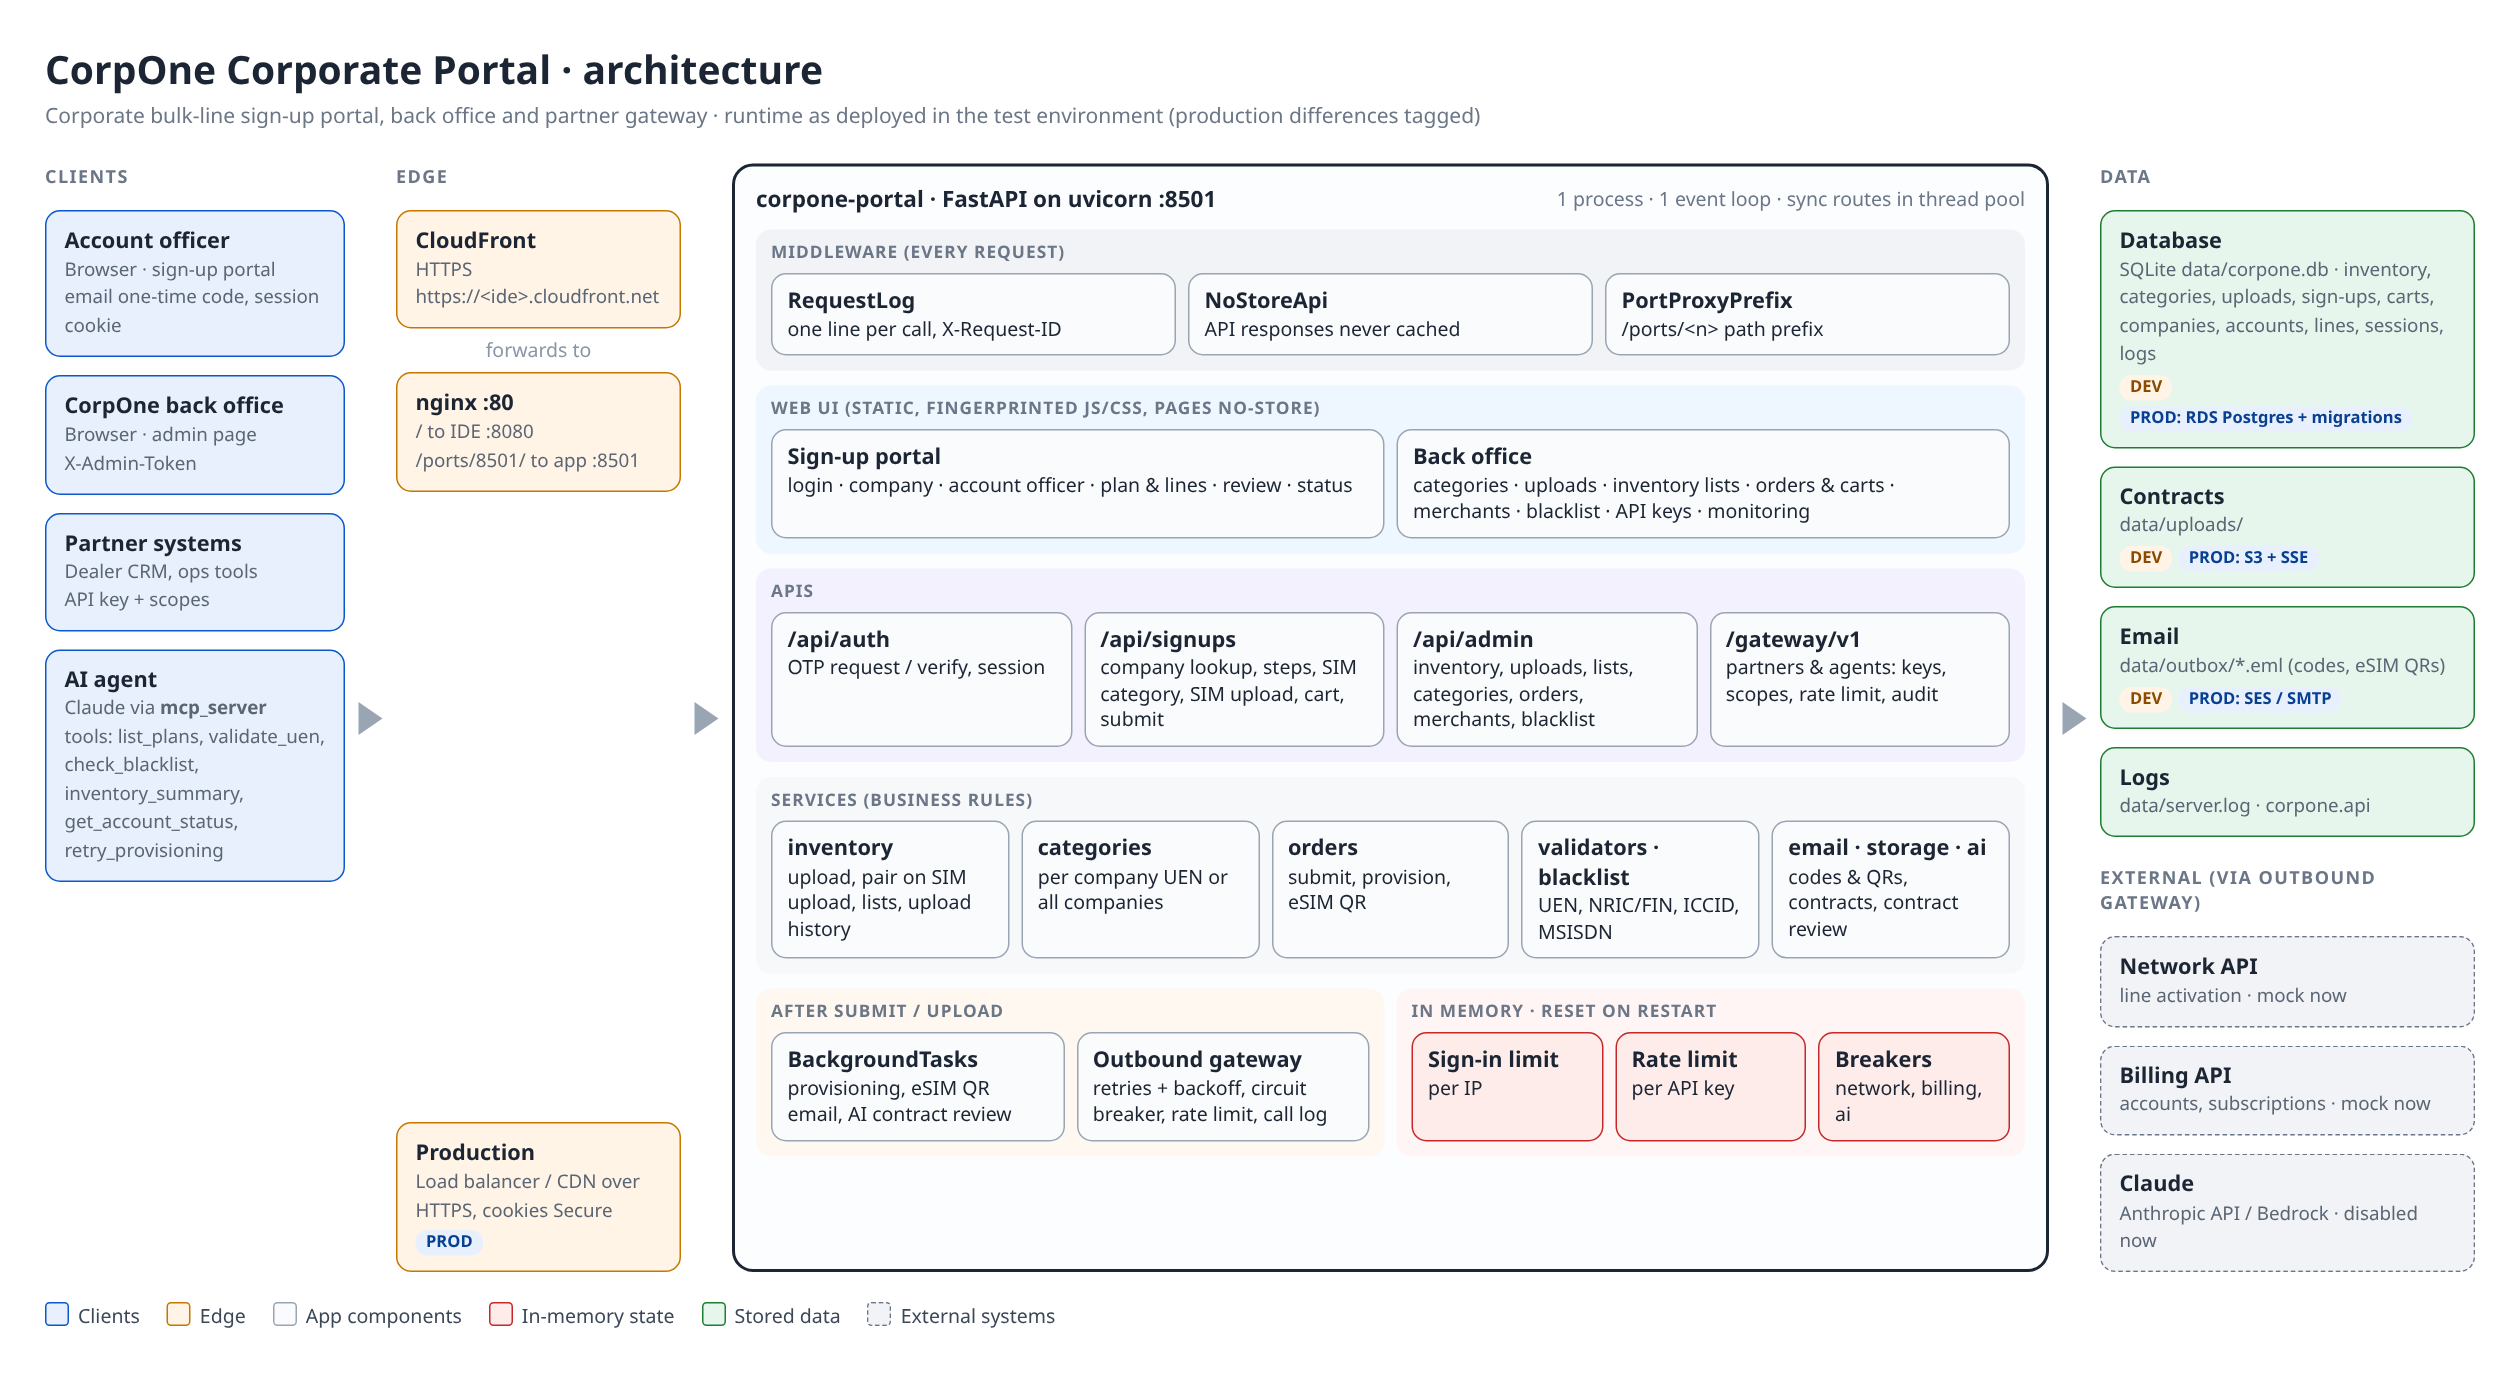 CorpOne Corporate Portal · architecture
Corporate bulk-line sign-up portal, back office and partner gateway · runtime as deployed in the test environment (production differences tagged)
CLIENTS
Account officer
Browser · sign-up portal
email one-time code, session
cookie
CorpOne back office
Browser · admin page
X-Admin-Token
Partner systems
Dealer CRM, ops tools
API key + scopes
AI agent
Claude via mcp_server
tools: list_plans, validate_uen,
check_blacklist,
inventory_summary,
get_account_status,
retry_provisioning
EDGE
CloudFront
HTTPS
https://<ide>.cloudfront.net
forwards to
nginx :80
/ to IDE :8080
/ports/8501/ to app :8501
Production
Load balancer / CDN over
HTTPS, cookies Secure
PROD
corpone-portal · FastAPI on uvicorn :8501
1 process · 1 event loop · sync routes in thread pool
MIDDLEWARE (EVERY REQUEST)
RequestLog
one line per call, X-Request-ID
NoStoreApi
API responses never cached
PortProxyPrefix
/ports/<n> path prefix
WEB UI (STATIC, FINGERPRINTED JS/CSS, PAGES NO-STORE)
Sign-up portal
login · company · account officer · plan & lines · review · status
Back office
categories · uploads · inventory lists · orders & carts ·
merchants · blacklist · API keys · monitoring
APIS
/api/auth
OTP request / verify, session
/api/signups
company lookup, steps, SIM
category, SIM upload, cart,
submit
/api/admin
inventory, uploads, lists,
categories, orders,
merchants, blacklist
/gateway/v1
partners & agents: keys,
scopes, rate limit, audit
SERVICES (BUSINESS RULES)
inventory
upload, pair on SIM
upload, lists, upload
history
categories
per company UEN or
all companies
orders
submit, provision,
eSIM QR
validators ·
blacklist
UEN, NRIC/FIN, ICCID,
MSISDN
email · storage · ai
codes & QRs,
contracts, contract
review
AFTER SUBMIT / UPLOAD
BackgroundTasks
provisioning, eSIM QR
email, AI contract review
Outbound gateway
retries + backoff, circuit
breaker, rate limit, call log
IN MEMORY · RESET ON RESTART
Sign-in limit
per IP
Rate limit
per API key
Breakers
network, billing,
ai
DATA
Database
SQLite data/corpone.db · inventory,
categories, uploads, sign-ups, carts,
companies, accounts, lines, sessions,
logs
DEV
PROD: RDS Postgres + migrations
Contracts
data/uploads/
DEV PROD: S3 + SSE
Email
data/outbox/*.eml (codes, eSIM QRs)
DEV PROD: SES / SMTP
Logs
data/server.log · corpone.api
EXTERNAL (VIA OUTBOUND
GATEWAY)
Network API
line activation · mock now
Billing API
accounts, subscriptions · mock now
Claude
Anthropic API / Bedrock · disabled
now
Clients
Edge
App components
In-memory state
Stored data
External systems